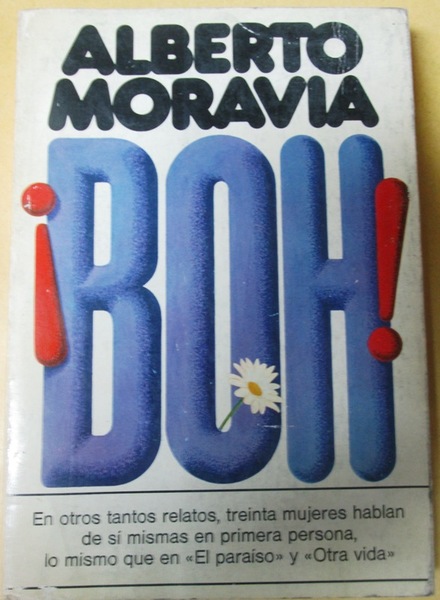 ALBERTO
MORAVIA
¡BOH!
En otros tantos relatos, treinta mujeres hablan
de sí mismas en primera persona,
lo mismo que en «El paraíso» y «Otra vida»